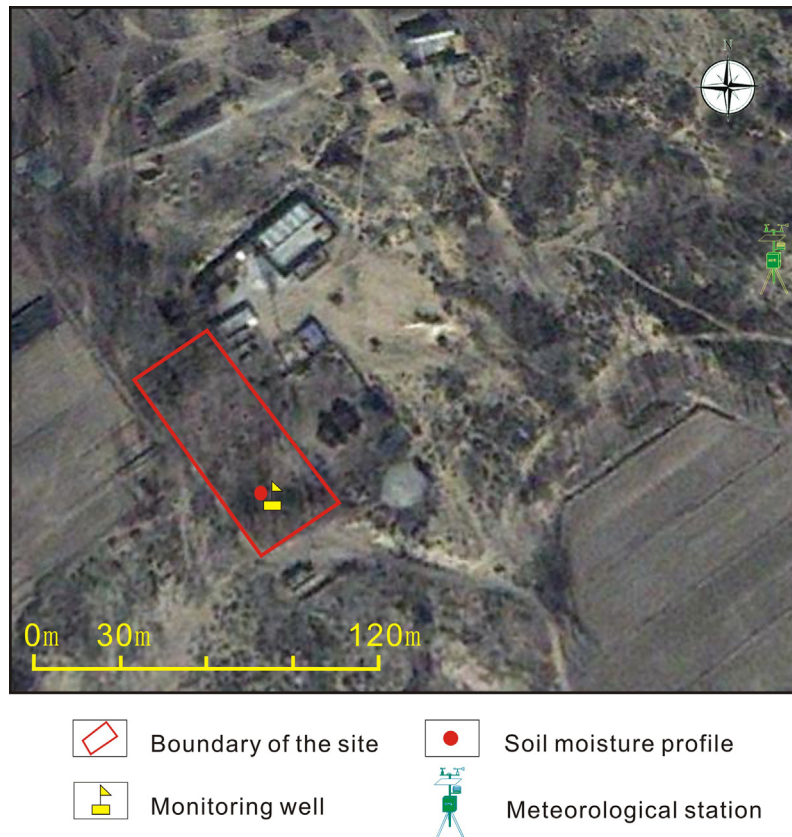 N
0m 30m 120m
Boundary of the site
Soil moisture profile
Monitoring well
Meteorological station